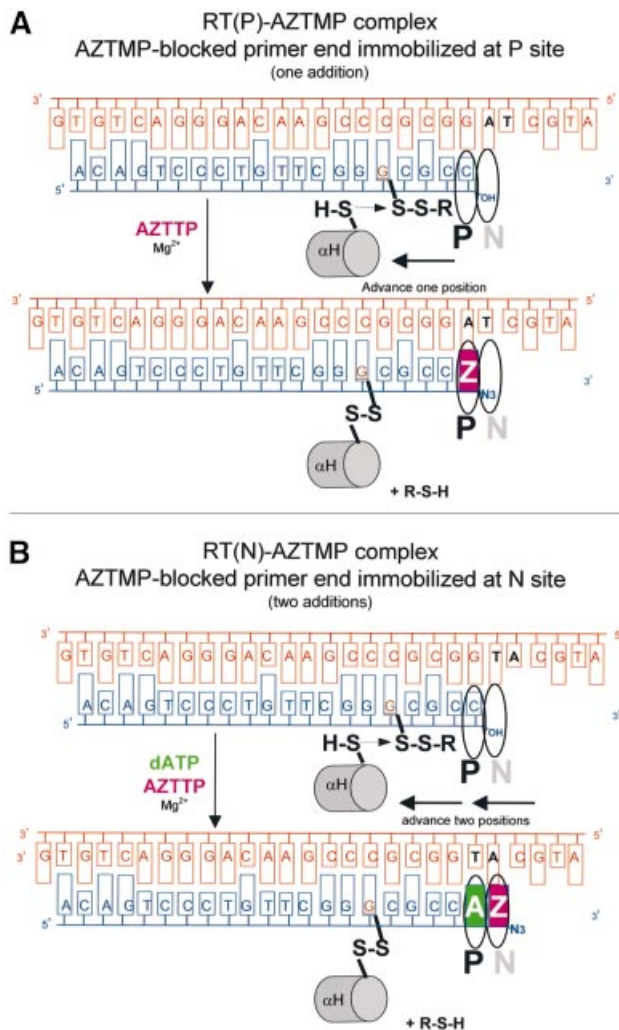 A
RT(P)-AZTMP complex
AZTMP-blocked primer end immobilized at P site
(one addition)
3' 5'
G T G T C A G G G A C A A G C C C G C G G A T C G T A
A C A G T C C C T G T T C G G G C G C C
5' OH 3'
H-S S-S-R P N
AZTTP
Mg2+
αH
Advance one position
3' 5'
G T G T C A G G G A C A A G C C C G C G G A T C G T A
A C A G T C C C T G T T C G G G C G C C Z
5' N3 3'
S-S P N
αH
+ R-S-H
B
RT(N)-AZTMP complex
AZTMP-blocked primer end immobilized at N site
(two additions)
3' 5'
G T G T C A G G G A C A A G C C C G C G G T A C G T A
A C A G T C C C T G T T C G G G C G C C
5' OH 3'
H-S S-S-R P N
dATP
AZTTP
Mg2+
αH
advance two positions
3' 5'
3' G T G T C A G G G A C A A G C C C G C G G T A C G T A
A C A G T C C C T G T T C G G G C G C C A Z
5' N3 3'
S-S P N
αH
+ R-S-H